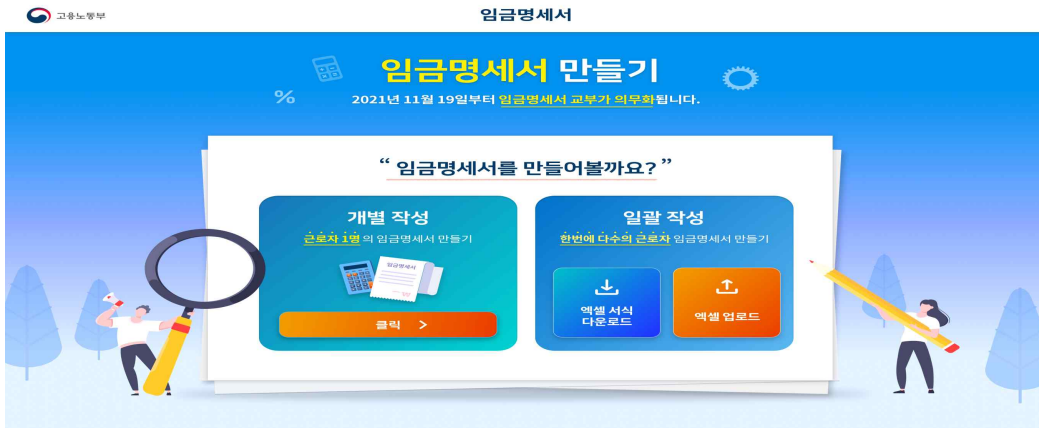 고용노동부
임금명세서
임금명세서 만들기
%
2021년 11월 19일부터 임금명세서 교부가 의무화됩니다.
“ 임금명세서를 만들어볼까요? ”
개별 작성
근로자 1명 의 임금명세서 만들기
임금명세서
클릭 >
일괄 작성
한번에 다수의 근로자 임금명세서 만들기
엑셀 서식
다운로드
엑셀 업로드